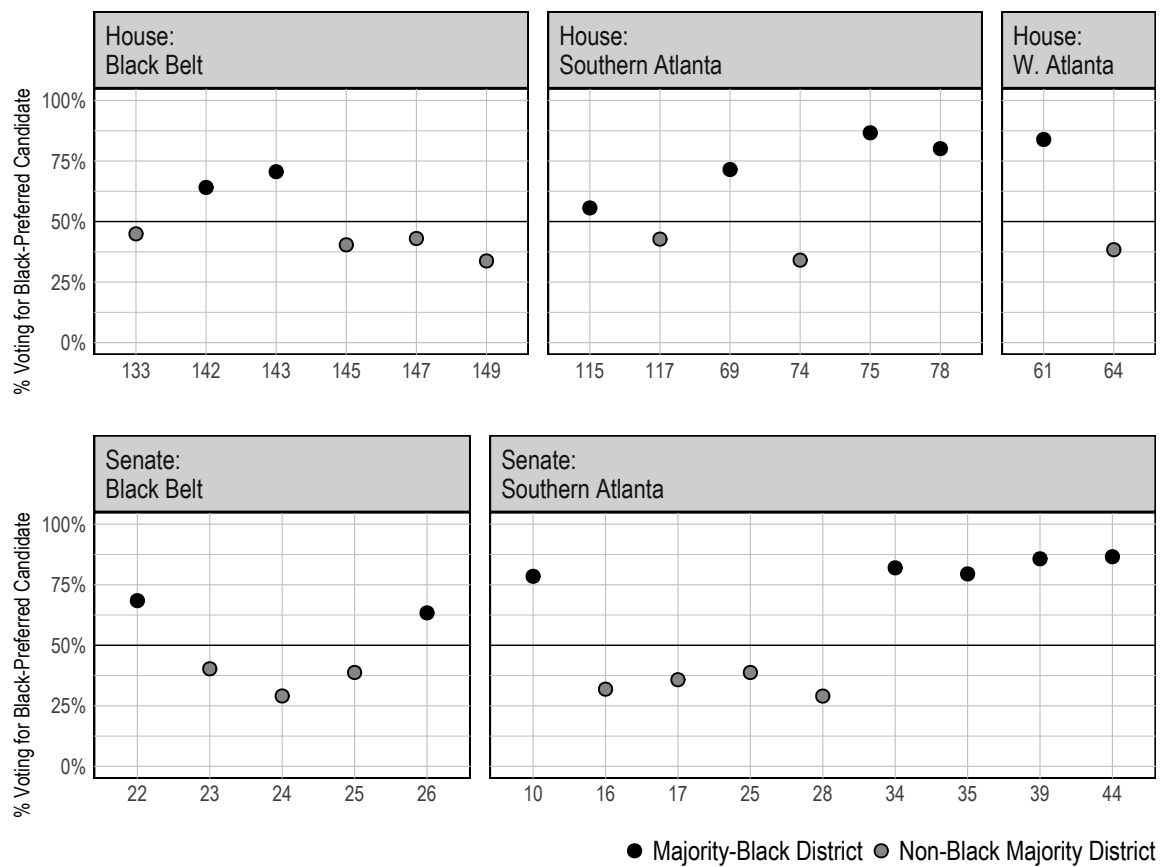 House:
Black Belt
House:
Southern Atlanta
House:
W. Atlanta
% Voting for Black-Preferred Candidate
100%
75%
50%
25%
0%
133 142 143 145 147 149
115 117 69 74 75 78
61 64
Senate:
Black Belt
Senate:
Southern Atlanta
% Voting for Black-Preferred Candidate
100%
75%
50%
25%
0%
22 23 24 25 26
10 16 17 25 28 34 35 39 44
Majority-Black District Non-Black Majority District